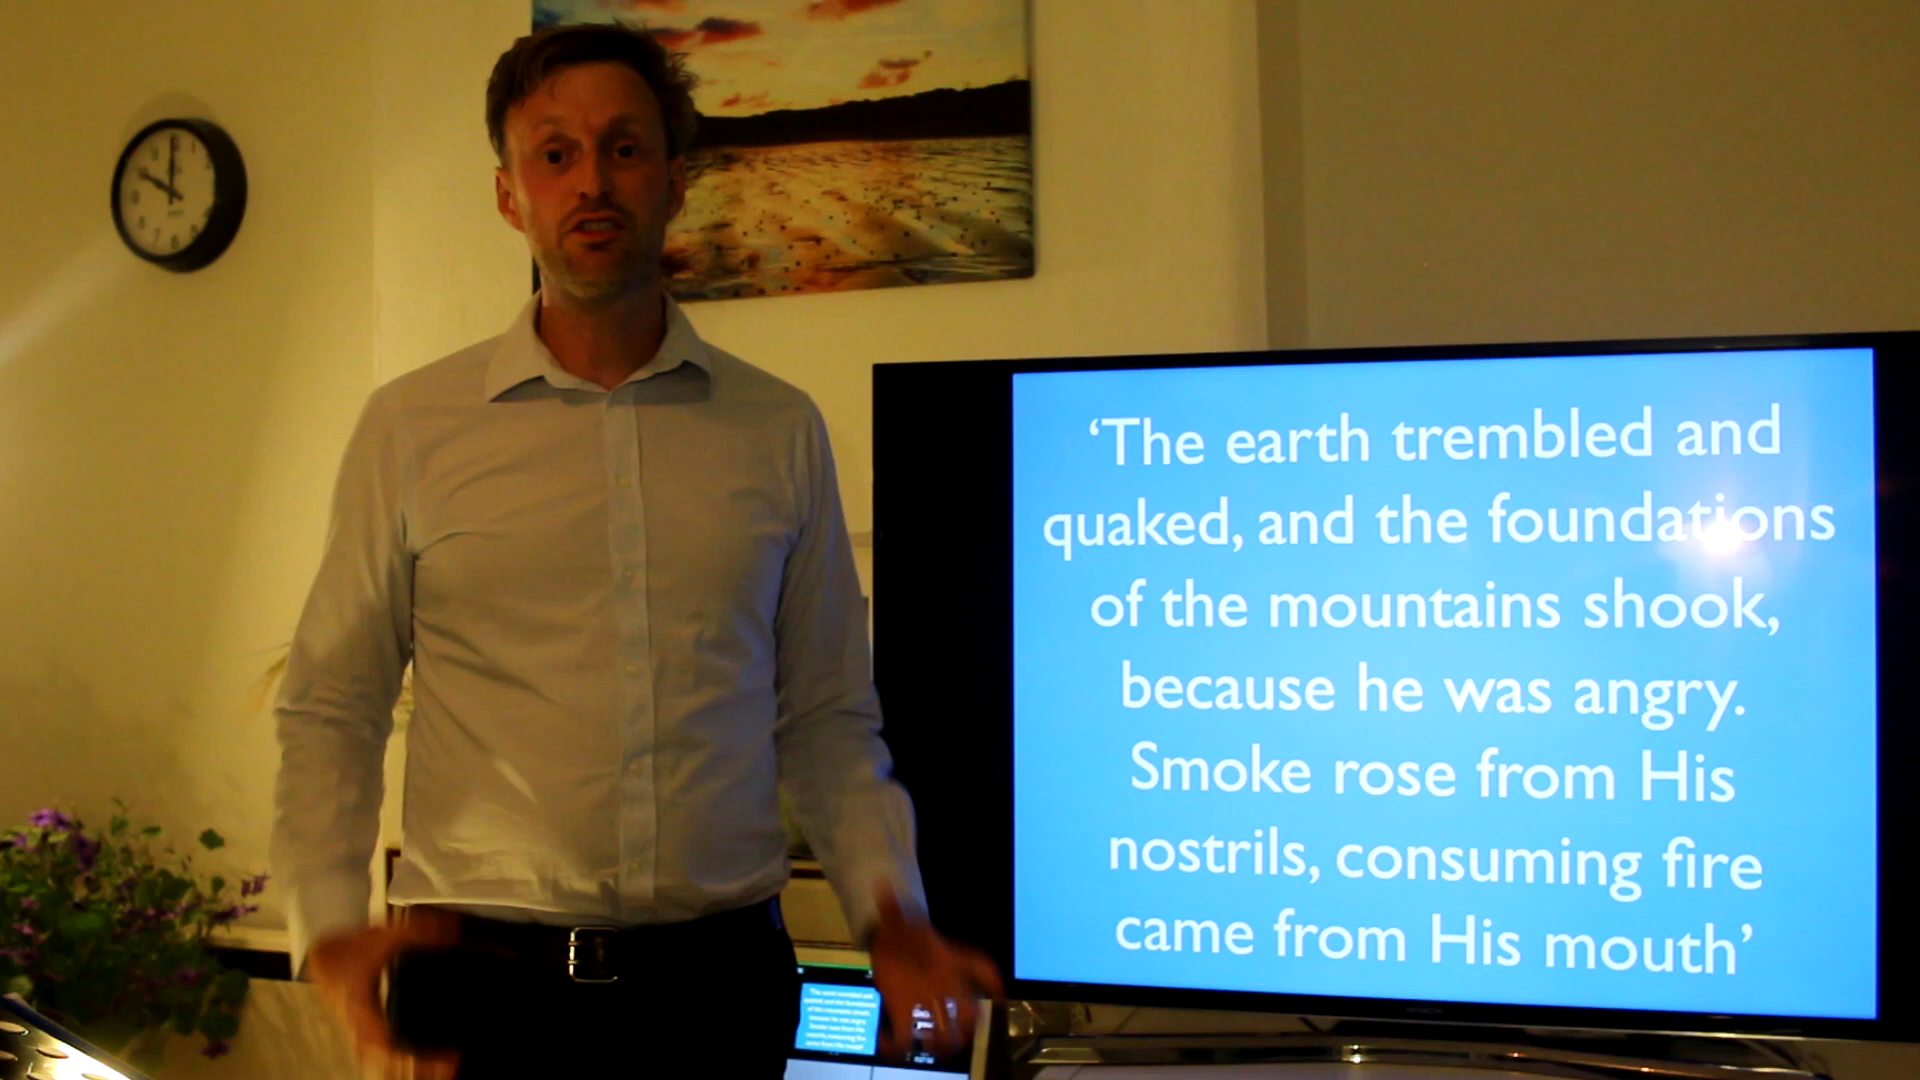 ‘The earth trembled and
quaked, and the foundations
of the mountains shook,
because he was angry.
Smoke rose from His
nostrils, consuming fire
came from His mouth’